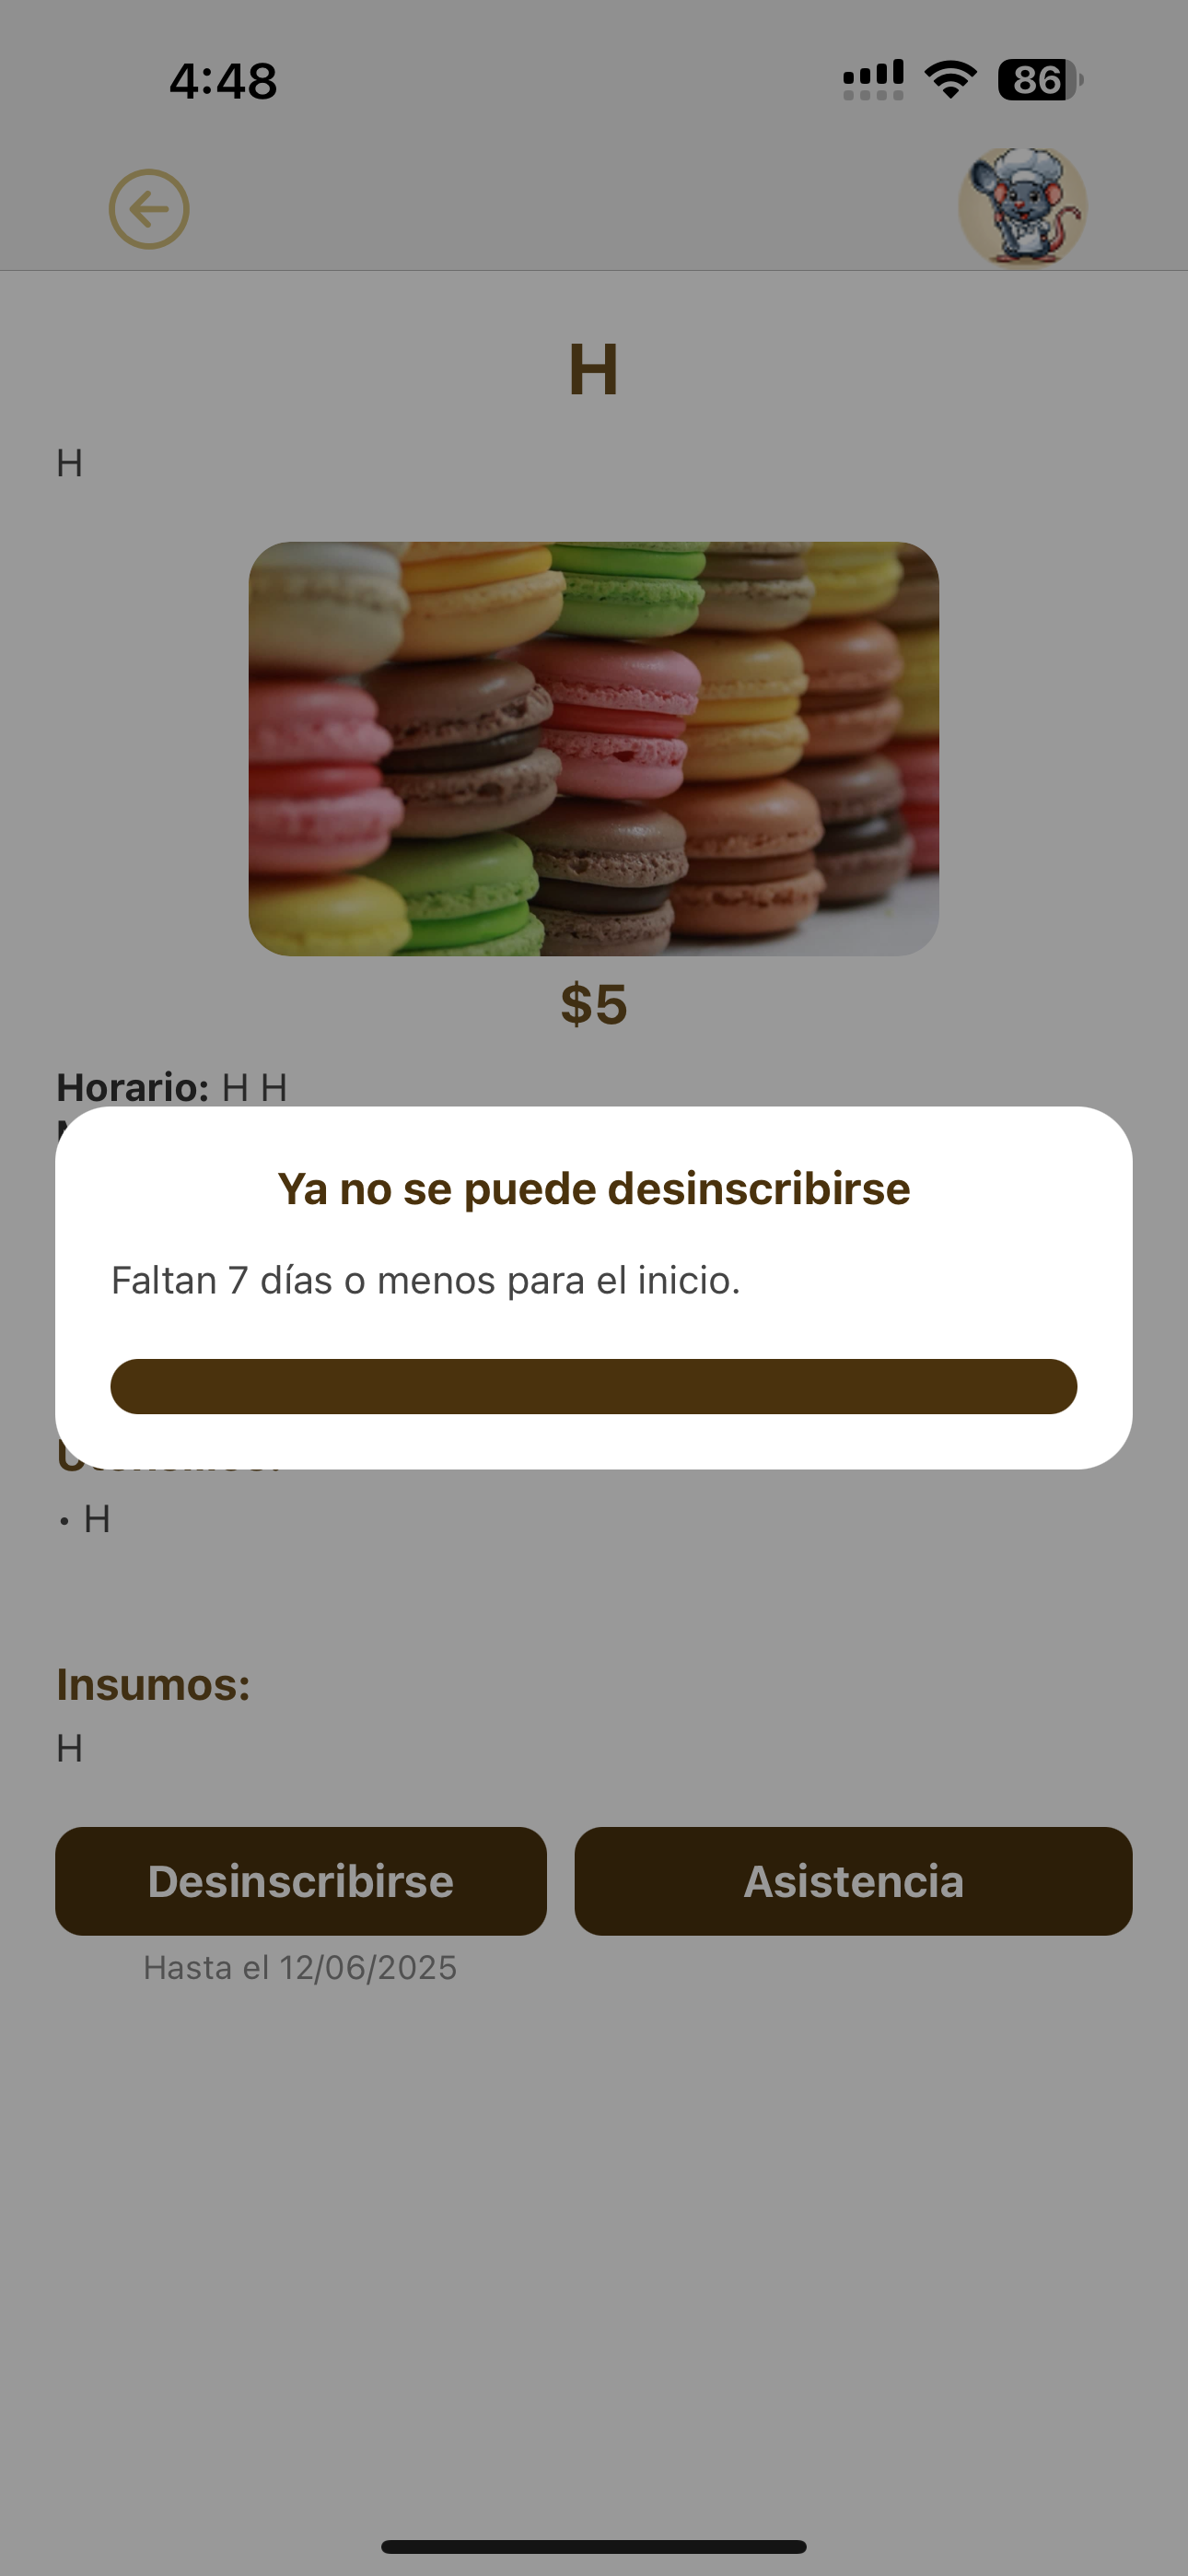 4:48
86
H
H
$5
Horario: H H
Ya no se puede desinscribirse
Faltan 7 días o menos para el inicio.
• H
Insumos:
H
Desinscribirse
Asistencia
Hasta el 12/06/2025